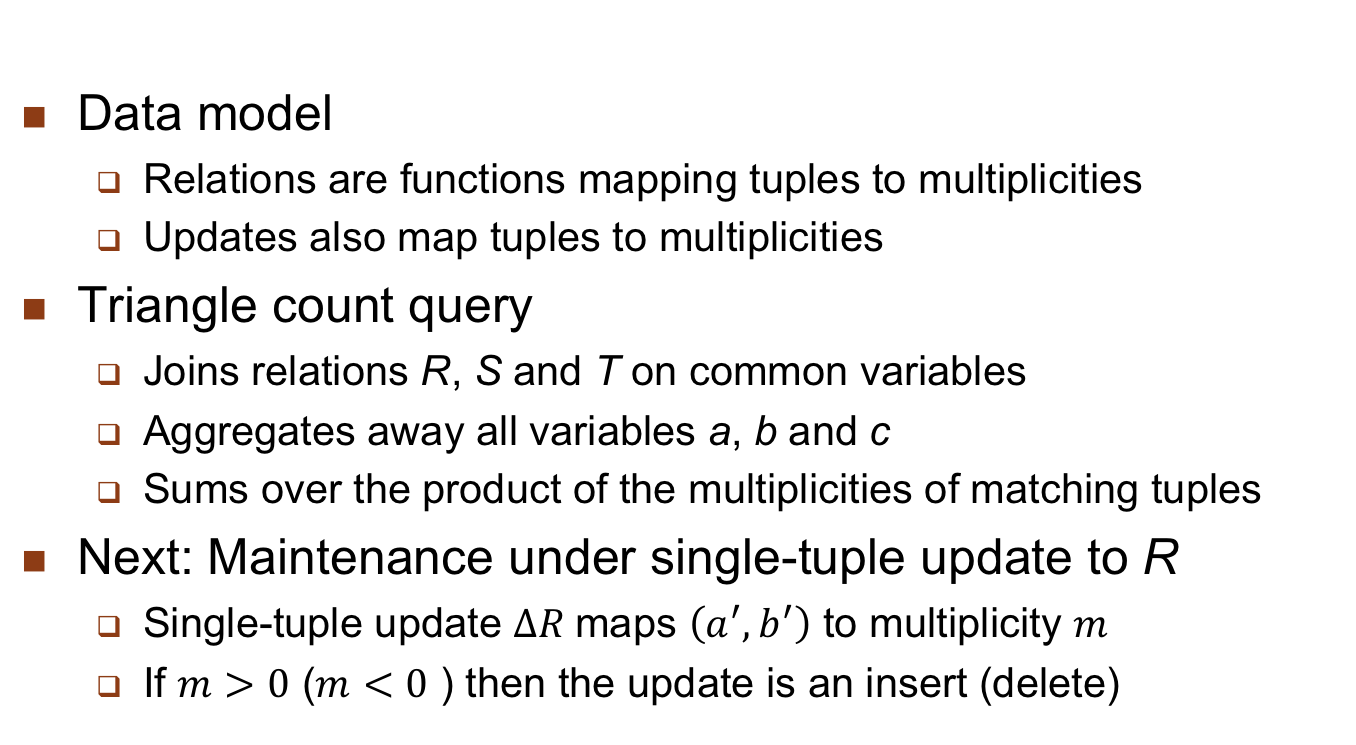 Data model
Relations are functions mapping tuples to multiplicities
Updates also map tuples to multiplicities
Triangle count query
Joins relations R, S and T on common variables
Aggregates away all variables a, b and c
Sums over the product of the multiplicities of matching tuples
Next: Maintenance under single-tuple update to R
Single-tuple update ΔR maps (a′, b′) to multiplicity m
If m > 0 (m < 0 ) then the update is an insert (delete)